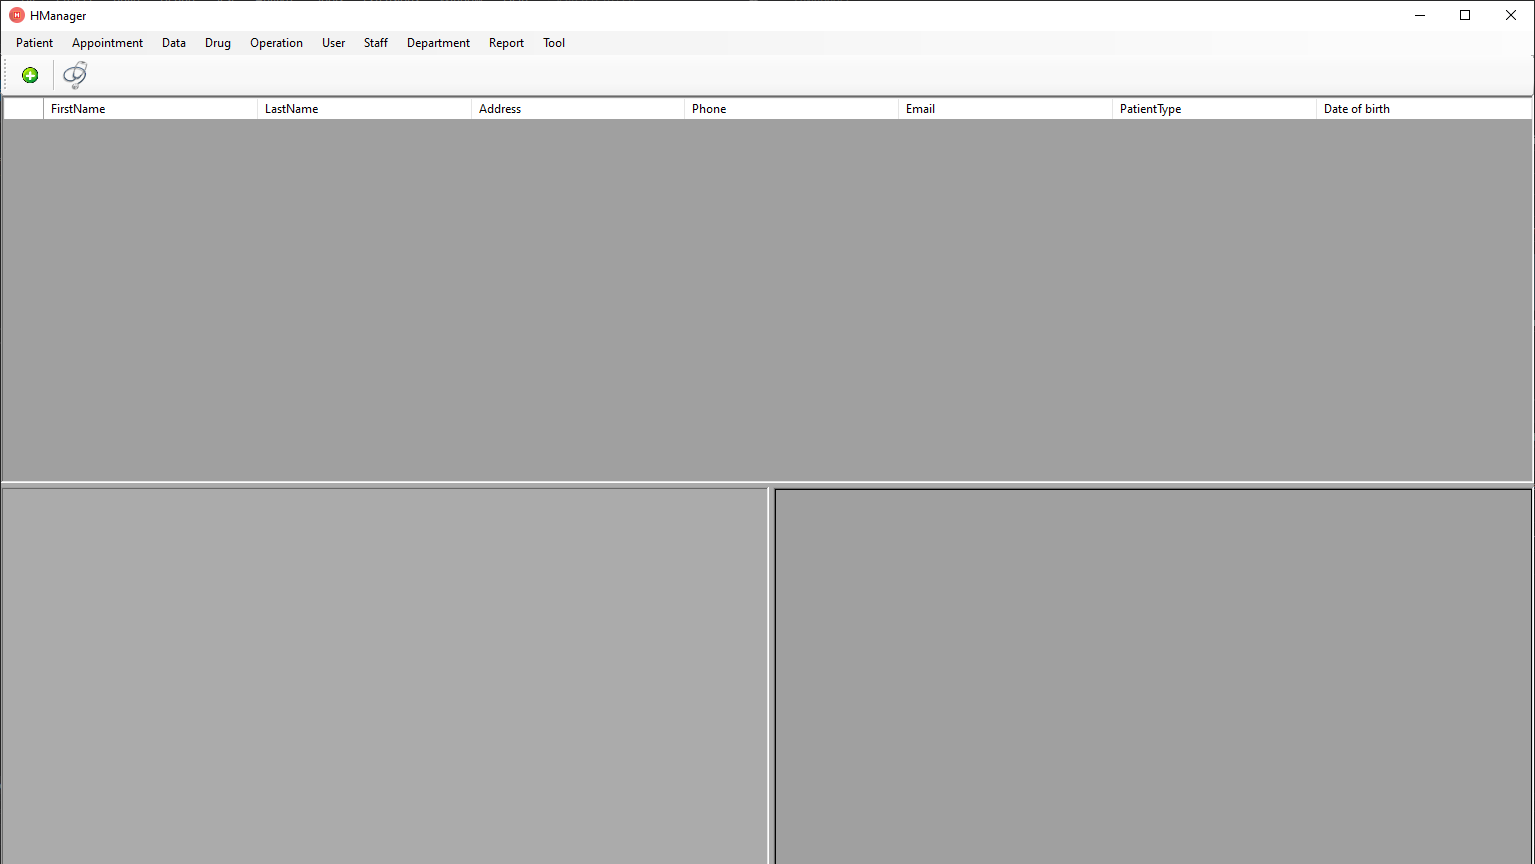 HManager
Patient Appointment Data Drug Operation User Staff Department Report Tool
FirstName LastName Address Phone Email PatientType Date of birth